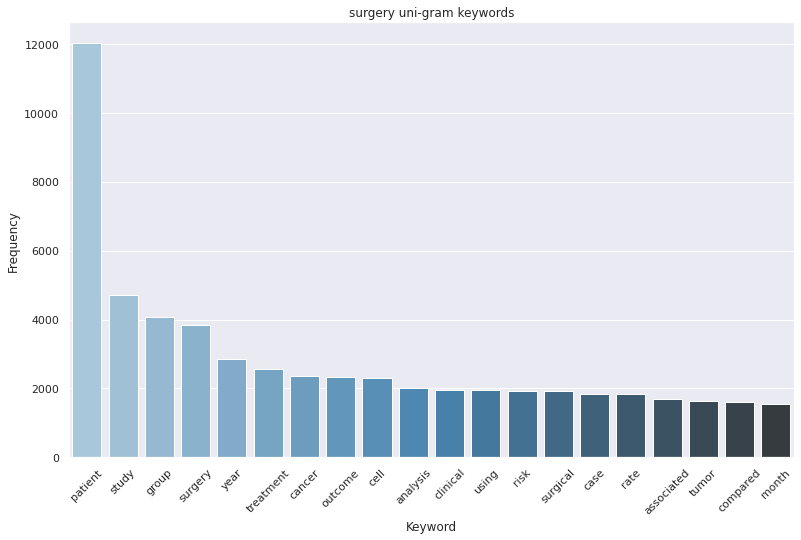 surgery uni-gram keywords
12000
10000
8000
6000
4000
2000
0
Frequency
patient
study
group
surgery
year
treatment
cancer
outcome
cell
analysis
clinical
using
risk
surgical
case
rate
associated
tumor
compared
month
Keyword